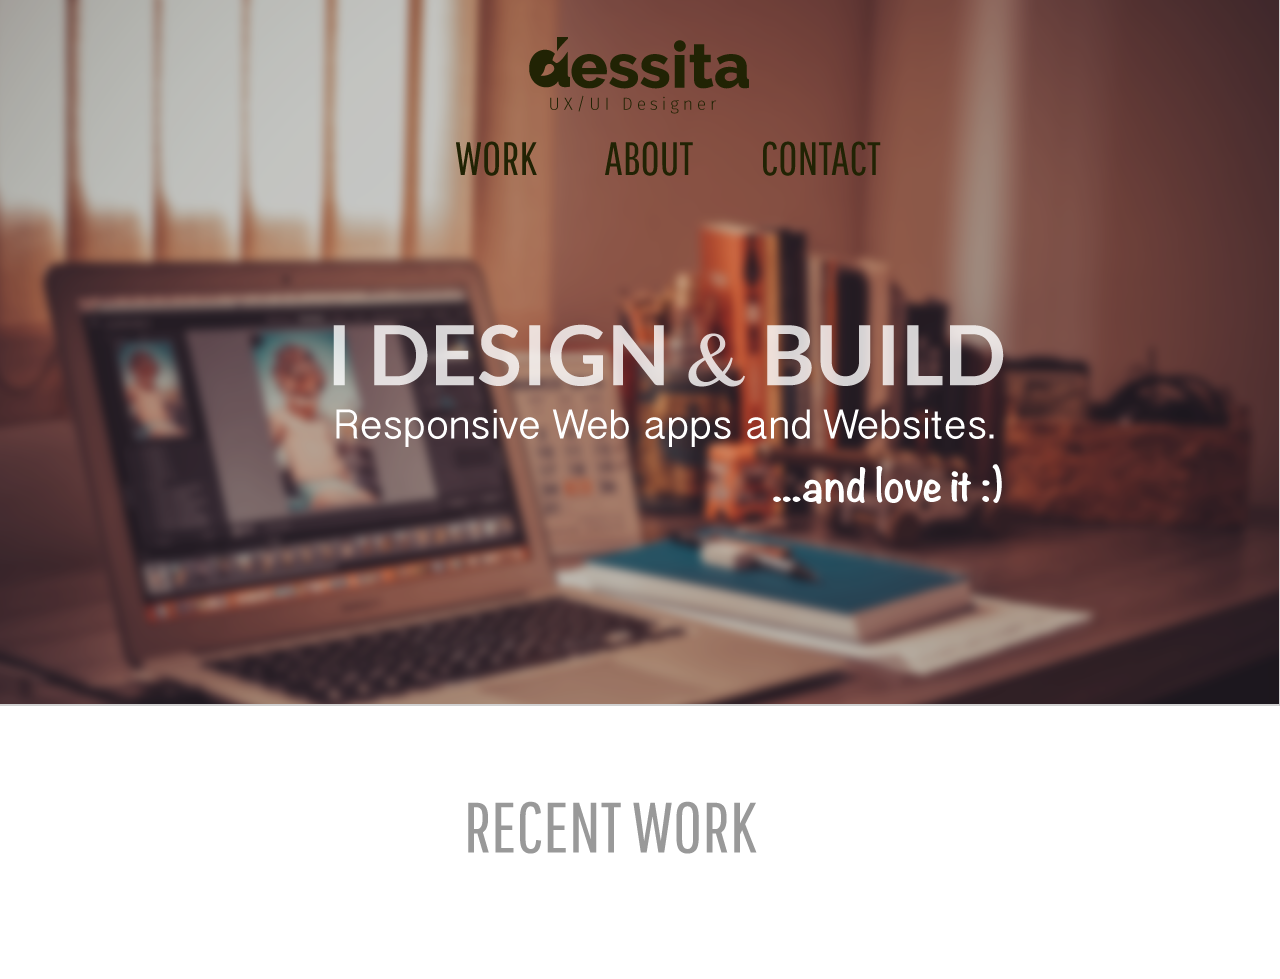 dessita
UX/UI Designer
WORK ABOUT CONTACT
I DESIGN & BUILD
Responsive Web apps and Websites.
...and love it :)
RECENT WORK